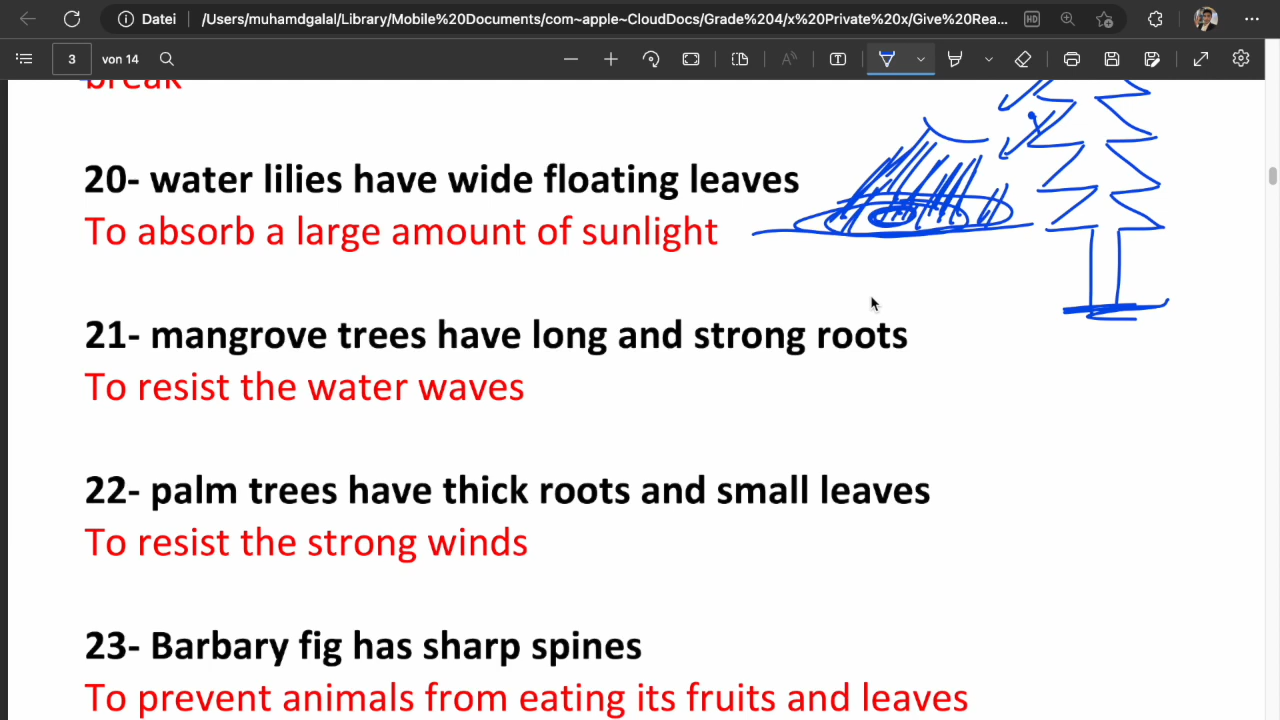 Datei
/Users/muhamdgalal/Library/Mobile%20Documents/com~apple~CloudDocs/Grade%204/x%20Private%20x/Give%20Rea...
HD
3 von 14
break
20- water lilies have wide floating leaves
To absorb a large amount of sunlight
21- mangrove trees have long and strong roots
To resist the water waves
22- palm trees have thick roots and small leaves
To resist the strong winds
23- Barbary fig has sharp spines
To prevent animals from eating its fruits and leaves